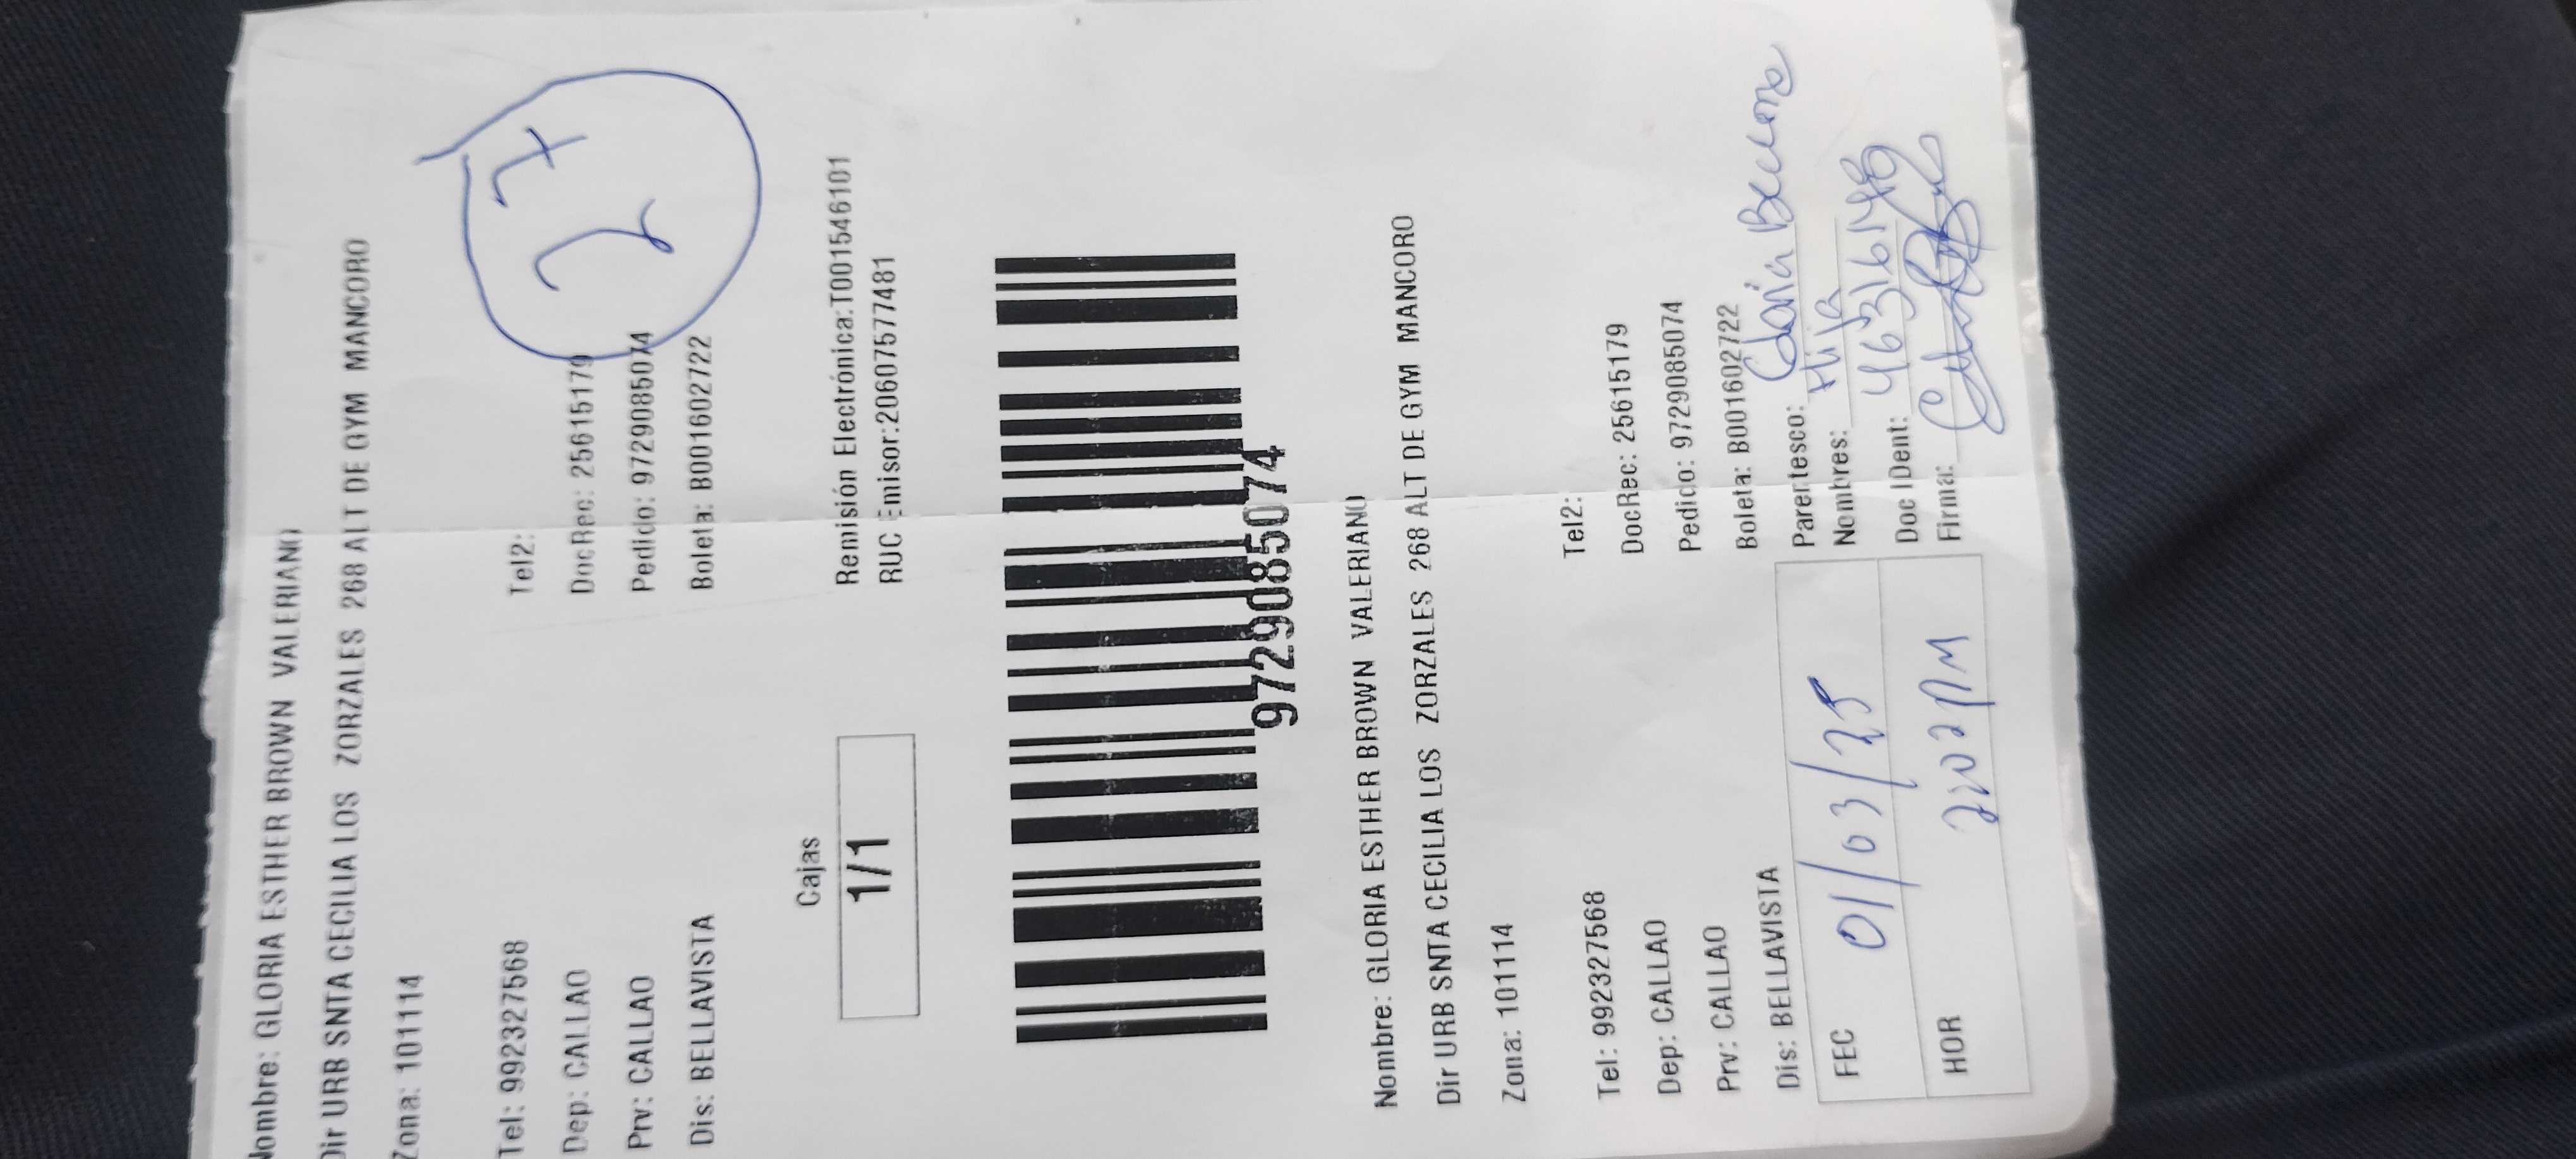 Nombre: GLORIA ESTHER BROWN VALERIANO
Dir URB SNTA CECILIA LOS ZORZALES 268 ALT DE GYM MANCORO
Zona: 101114
27
Tel: 992327568 Tel2:
Dep: CALLAO DocRec: 25615179
Prv: CALLAO Pedido: 9729085074
Dis: BELLAVISTA Boleta: B001602722
Cajas
1/1
Remisión Electrónica:T001546101
RUC Emisor:20607577481
9729085074
Nombre: GLORIA ESTHER BROWN VALERIANO
Dir URB SNTA CECILIA LOS ZORZALES 268 ALT DE GYM MANCORO
Zona: 101114
Tel2:
Tel: 992327568 DocRec: 25615179
Dep: CALLAO Pedido: 9729085074
Prv: CALLAO Boleta: B001602722
Dis: BELLAVISTA Parentesco: Gloria
FEC 01/03/25 Nombres: Hija
Doc IDent: 46316148
HOR Firma: